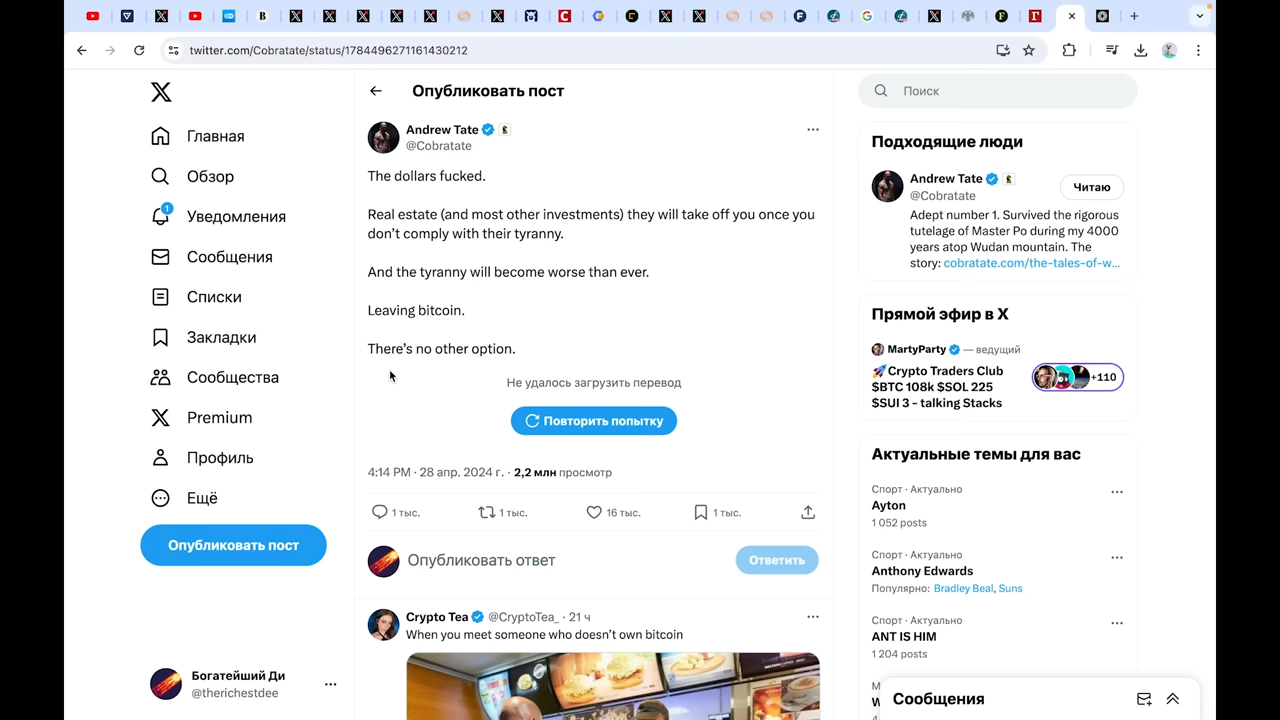 twitter.com/Cobratate/status/1784496271161430212
Главная
Обзор
1
Уведомления
Сообщения
Списки
Закладки
Сообщества
Premium
Профиль
Ещё
Опубликовать пост
Богатейший Ди
@therichestdee
Опубликовать пост
Andrew Tate
@Cobratate
The dollars fucked.
Real estate (and most other investments) they will take off you once you
don’t comply with their tyranny.
And the tyranny will become worse than ever.
Leaving bitcoin.
There’s no other option.
Не удалось загрузить перевод
Повторить попытку
4:14 PM · 28 апр. 2024 г. · 2,2 млн просмотр
1 тыс. 1 тыс. 16 тыс. 1 тыс.
Опубликовать ответ
Ответить
Crypto Tea @CryptoTea_ · 21 ч
When you meet someone who doesn’t own bitcoin
Поиск
Подходящие люди
Andrew Tate
@Cobratate
Читаю
Adept number 1. Survived the rigorous
tutelage of Master Po during my 4000
years atop Wudan mountain. The
story: cobratate.com/the-tales-of-w…
Прямой эфир в X
MartyParty — ведущий
🚀Crypto Traders Club
$BTC 108k $SOL 225
$SUI 3 - talking Stacks
+110
Актуальные темы для вас
Спорт · Актуально
Ayton
1 052 posts
Спорт · Актуально
Anthony Edwards
Популярно: Bradley Beal, Suns
Спорт · Актуально
ANT IS HIM
1 204 posts
Сообщения